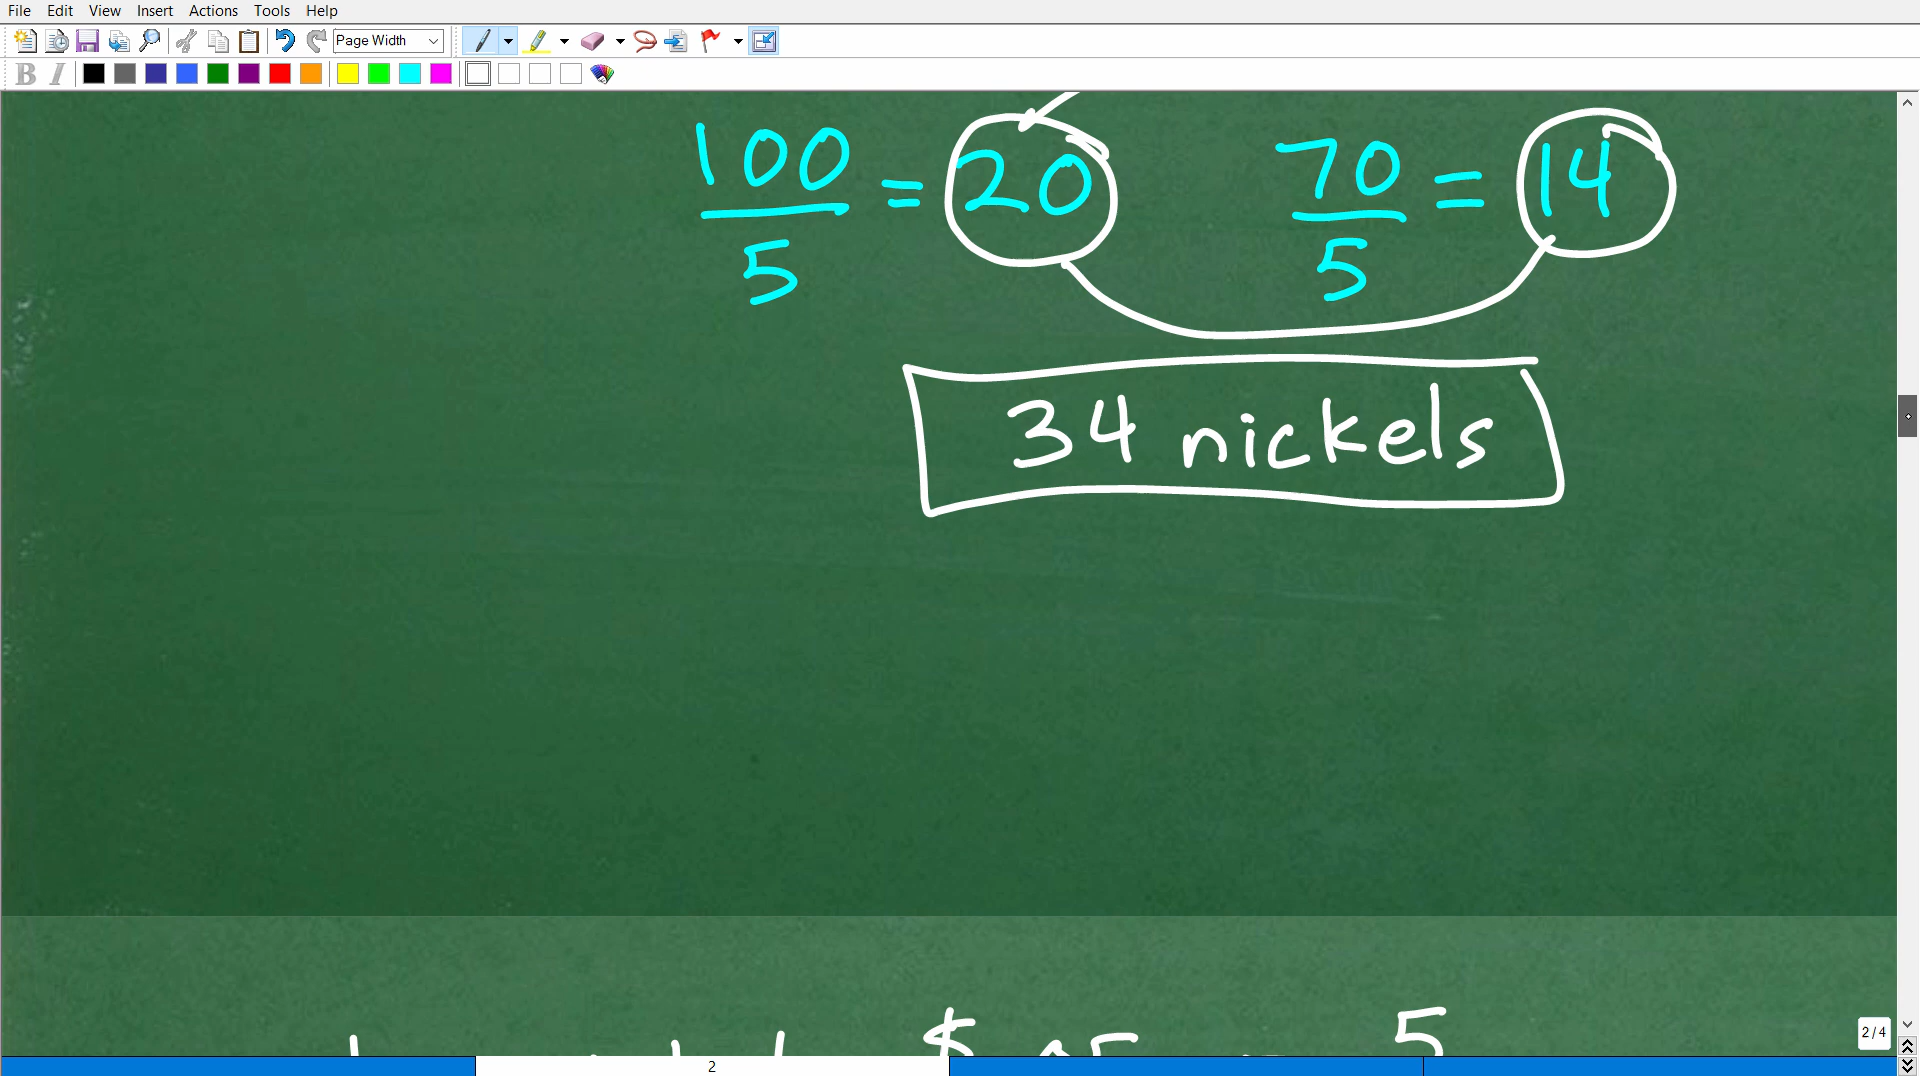 File Edit View Insert Actions Tools Help
Page Width
B I
100/5 = 20 70/5 = 14
34 nickels
2 / 4
2